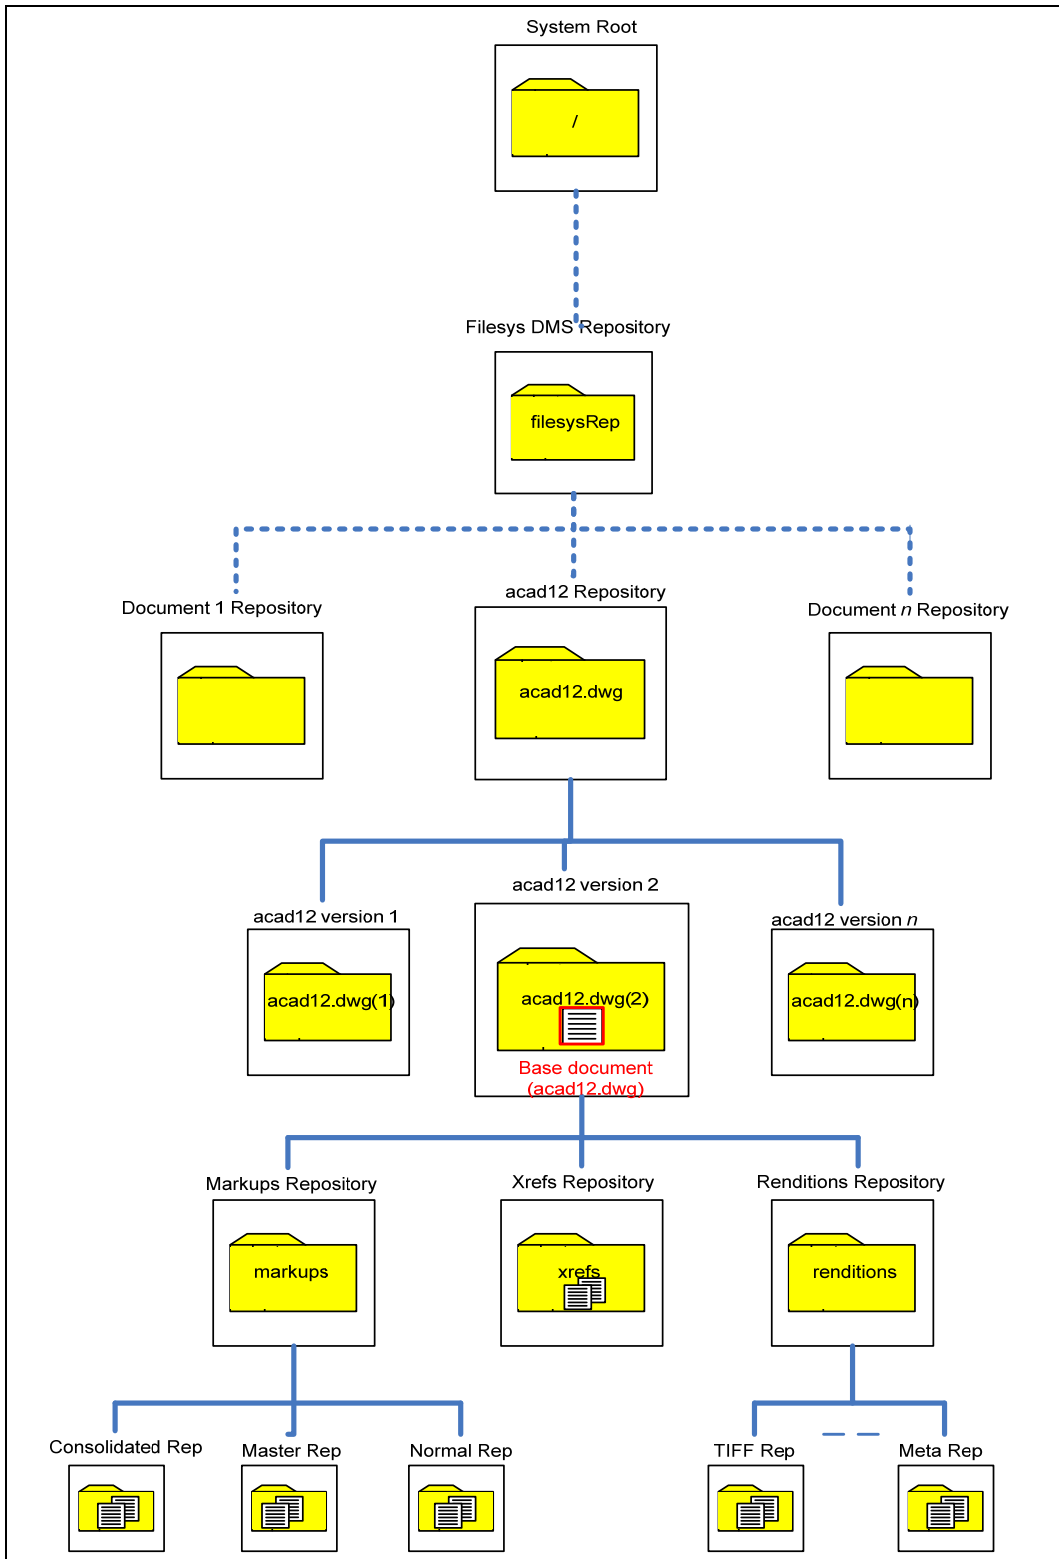 System Root
/
Filesys DMS Repository
filesysRep
Document 1 Repository
acad12 Repository
Document n Repository
acad12.dwg
acad12 version 1
acad12 version 2
acad12 version n
acad12.dwg(1)
acad12.dwg(2)
acad12.dwg(n)
Base document
(acad12.dwg)
Markups Repository
Xrefs Repository
Renditions Repository
markups
xrefs
renditions
Consolidated Rep
Master Rep
Normal Rep
TIFF Rep
Meta Rep